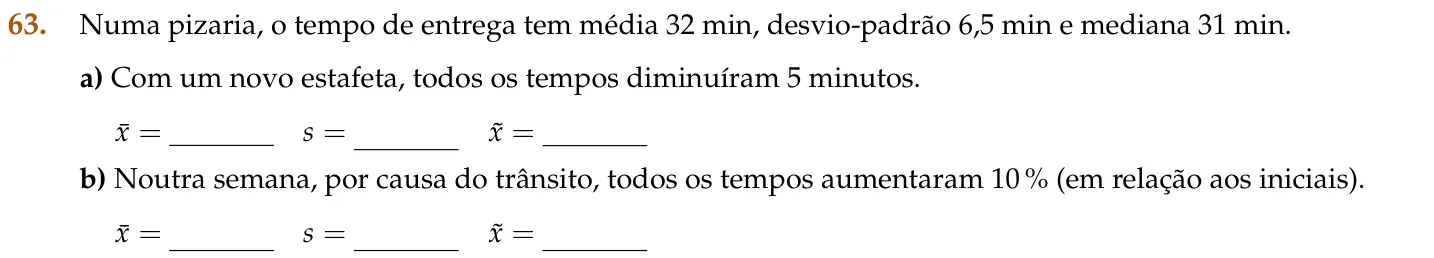 63. Numa pizaria, o tempo de entrega tem média 32 min, desvio-padrão 6,5 min e mediana 31 min.
a) Com um novo estafeta, todos os tempos diminuíram 5 minutos.
x̄ = ________ s = ________ x̃ = ________
b) Noutra semana, por causa do trânsito, todos os tempos aumentaram 10 % (em relação aos iniciais).
x̄ = ________ s = ________ x̃ = ________